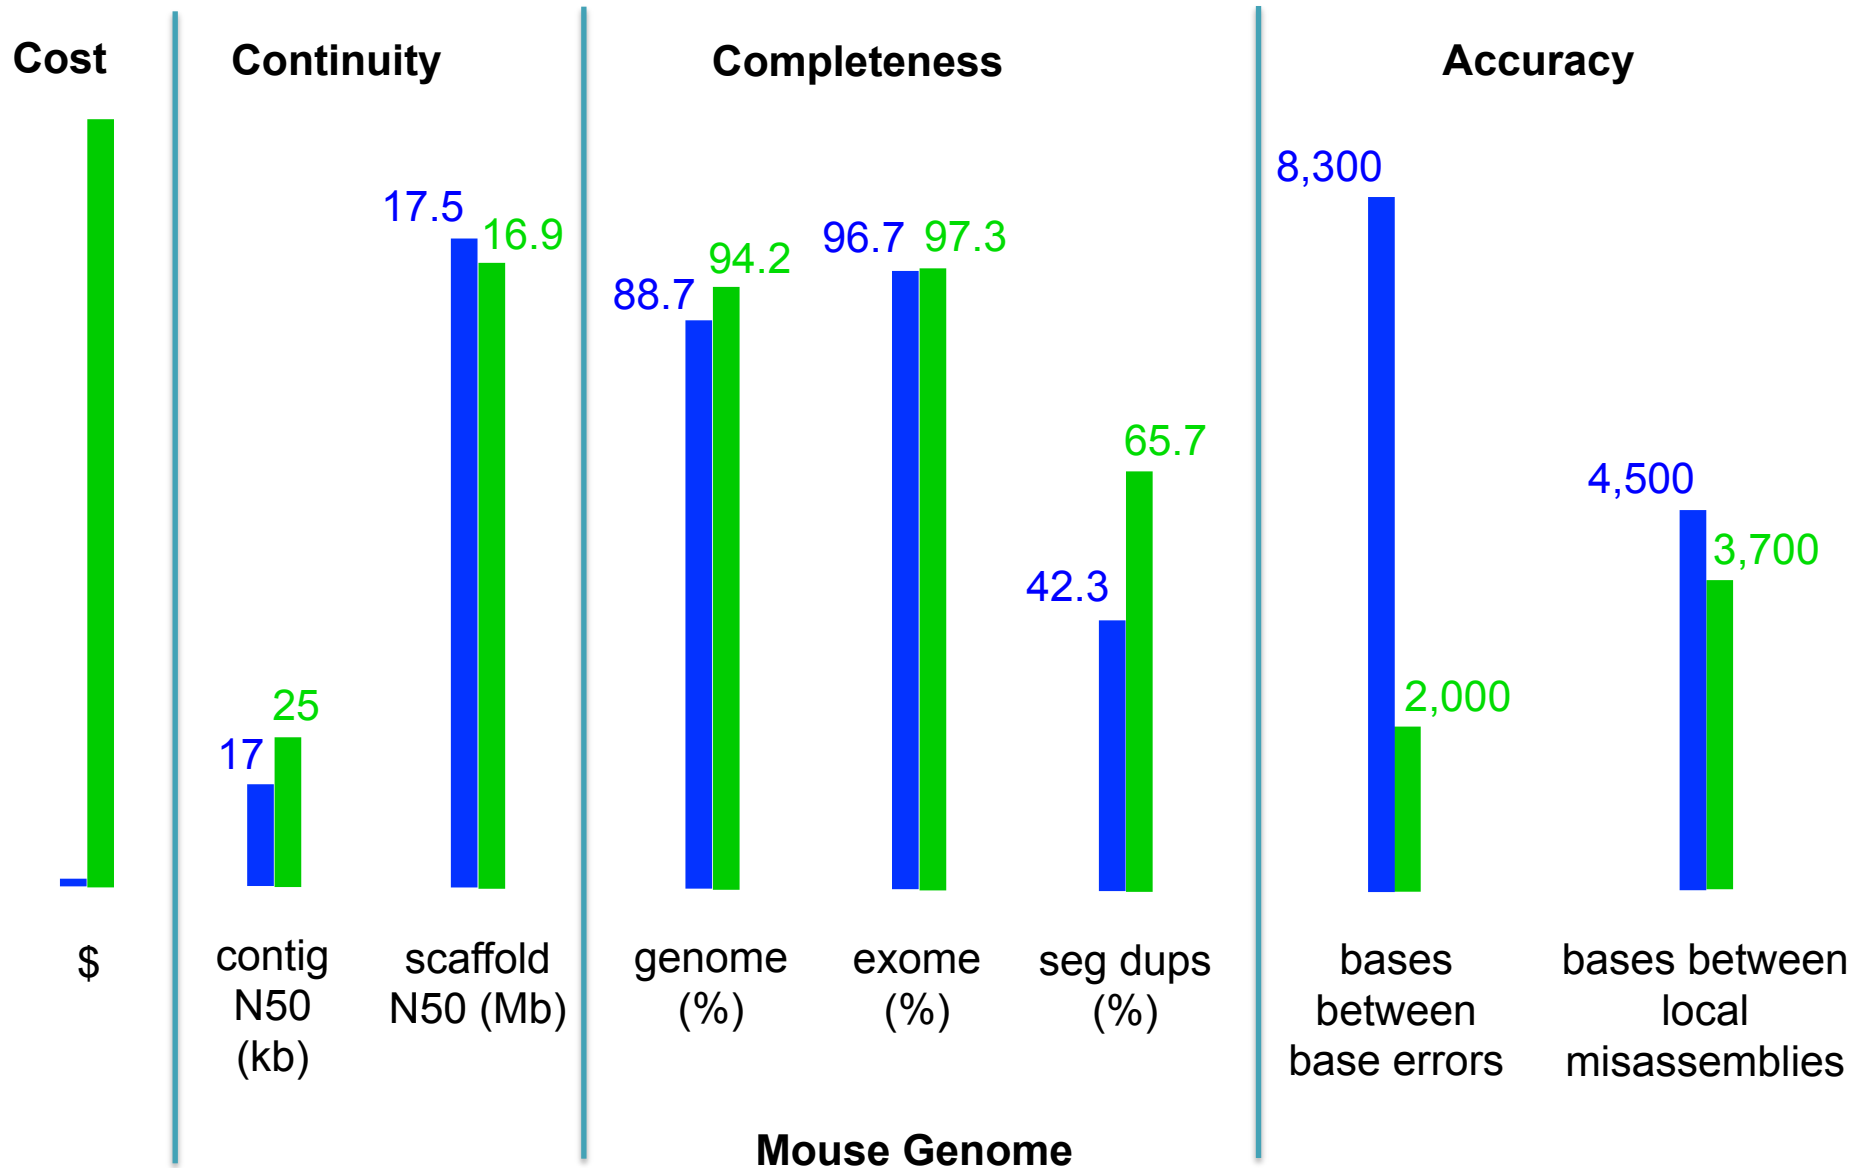 Cost
Continuity
Completeness
Accuracy
8,300
17.5
16.9
96.7
97.3
94.2
88.7
65.7
4,500
3,700
42.3
25
2,000
17
$
contig
N50
(kb)
scaffold
N50 (Mb)
genome
(%)
exome
(%)
seg dups
(%)
bases
between
base errors
bases between
local
misassemblies
Mouse Genome